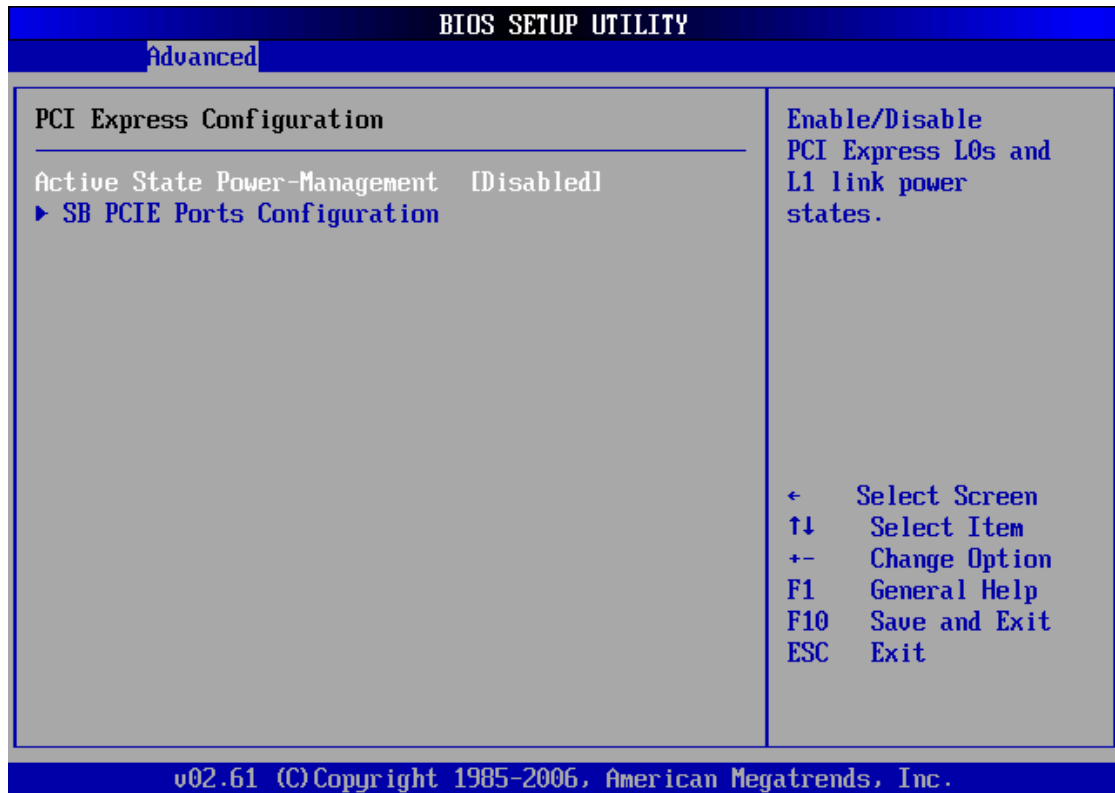 BIOS SETUP UTILITY
Advanced
PCI Express Configuration
Active State Power-Management [Disabled]
▶ SB PCIE Ports Configuration
Enable/Disable
PCI Express L0s and
L1 link power
states.
← Select Screen
↑↓ Select Item
+- Change Option
F1 General Help
F10 Save and Exit
ESC Exit
v02.61 (C)Copyright 1985-2006, American Megatrends, Inc.